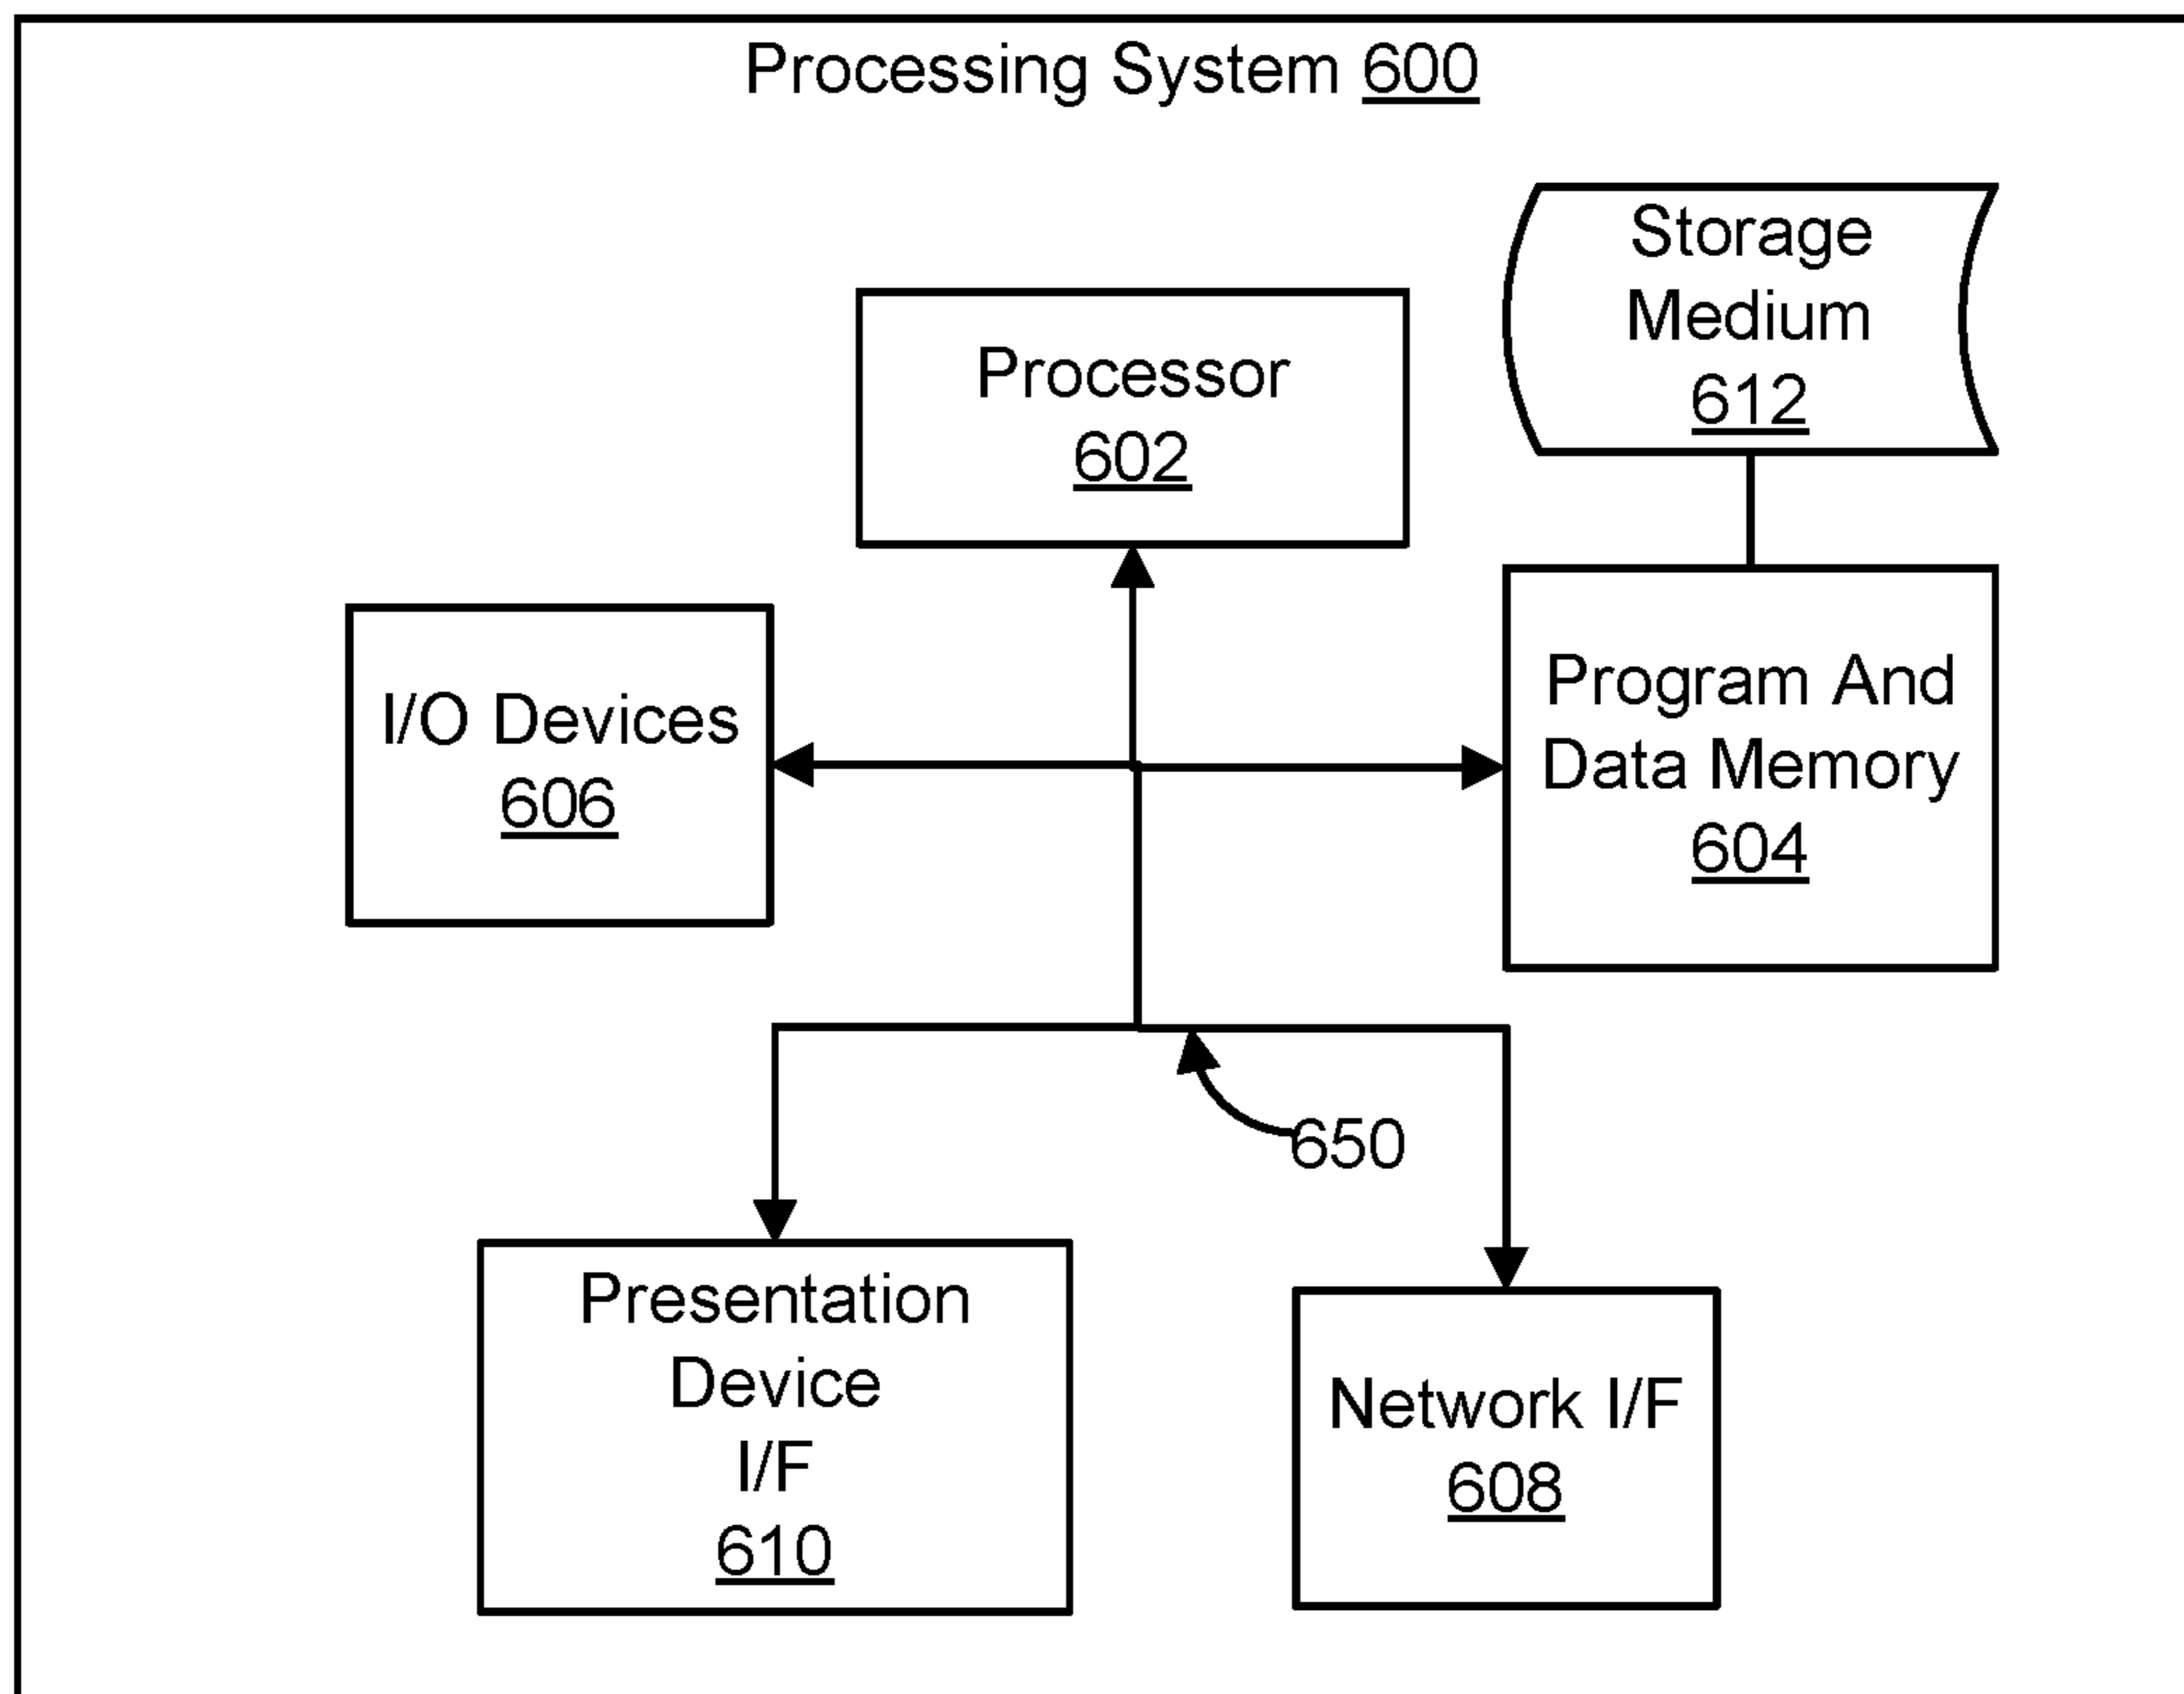 Processing System 600
Storage
Medium
612
Processor
602
I/O Devices
606
Program And
Data Memory
604
650
Presentation
Device
I/F
610
Network I/F
608